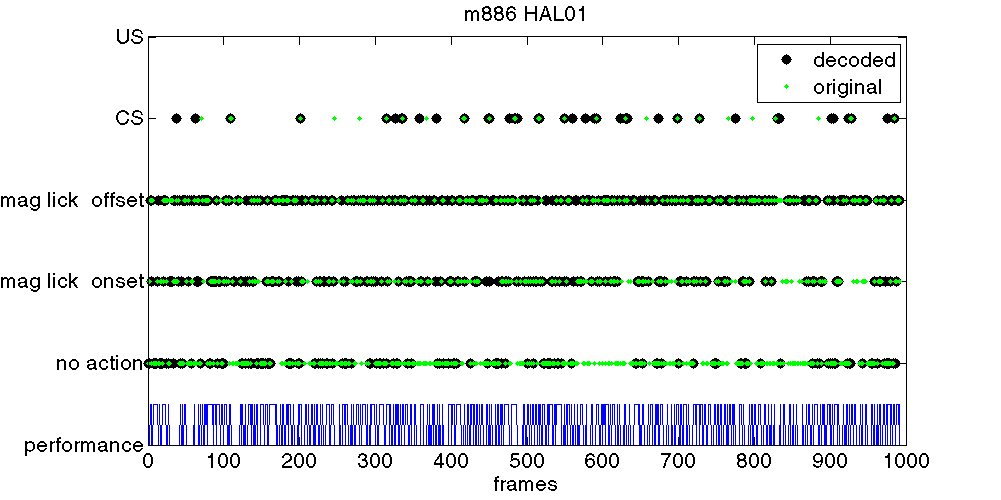 m886 HAL01
US
decoded
original
CS
mag lick offset
mag lick onset
no action
performance
0 100 200 300 400 500 600 700 800 900 1000
frames